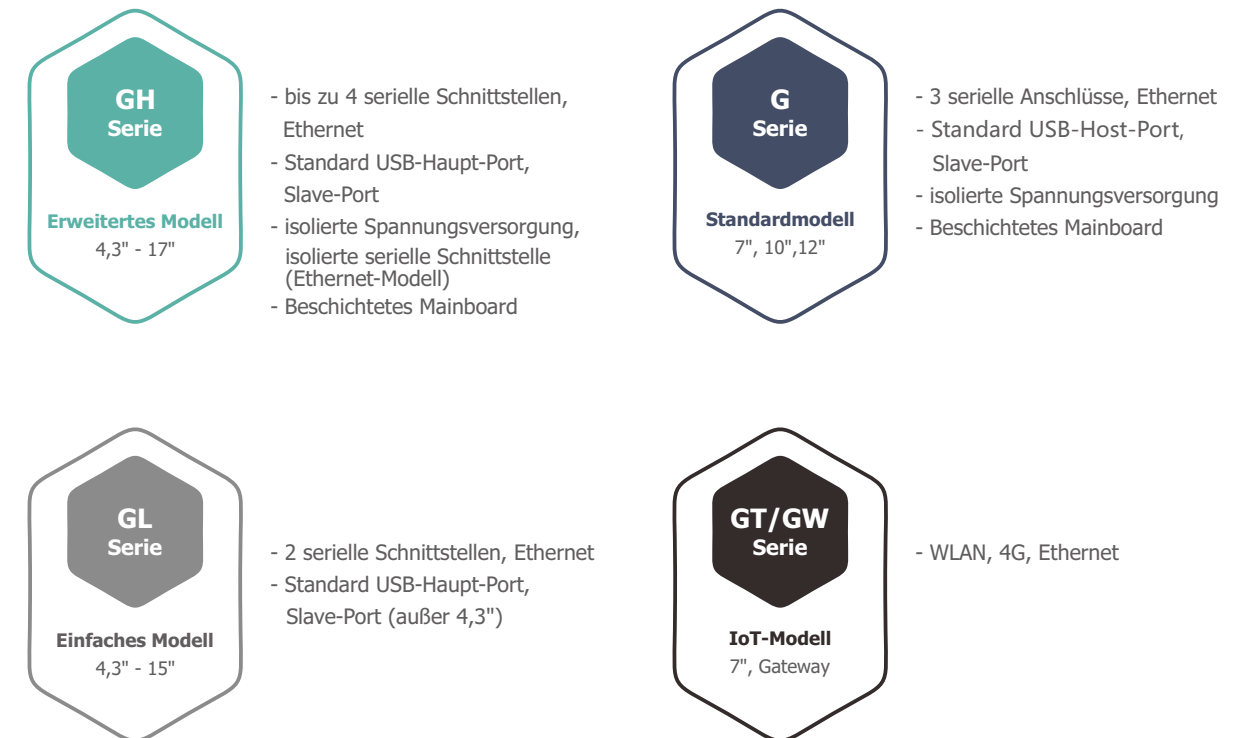 GH
Serie
Erweitertes Modell
4,3" - 17"
- bis zu 4 serielle Schnittstellen,
Ethernet
- Standard USB-Haupt-Port,
Slave-Port
- isolierte Spannungsversorgung,
isolierte serielle Schnittstelle
(Ethernet-Modell)
- Beschichtetes Mainboard
G
Serie
Standardmodell
7", 10",12"
- 3 serielle Anschlüsse, Ethernet
- Standard USB-Host-Port,
Slave-Port
- isolierte Spannungsversorgung
- Beschichtetes Mainboard
GL
Serie
Einfaches Modell
4,3" - 15"
- 2 serielle Schnittstellen, Ethernet
- Standard USB-Haupt-Port,
Slave-Port (außer 4,3")
GT/GW
Serie
IoT-Modell
7", Gateway
- WLAN, 4G, Ethernet